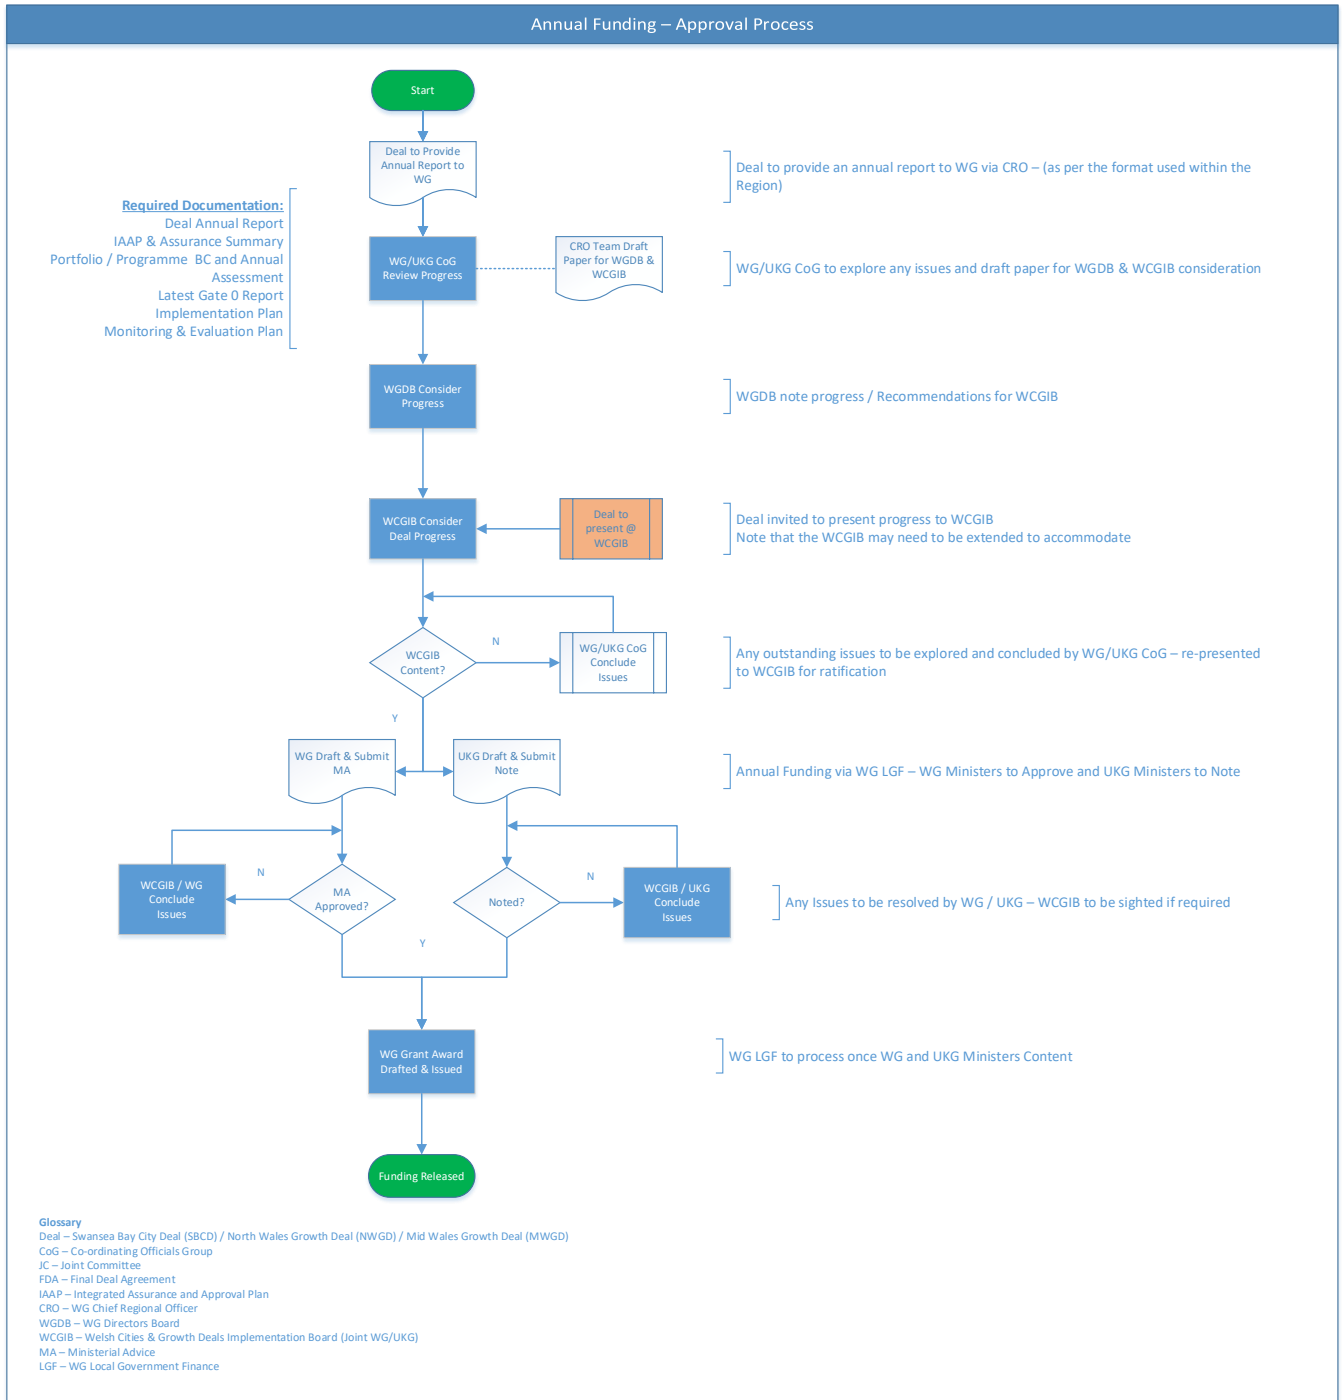 Annual Funding – Approval Process
Start
Deal to Provide
Annual Report to
WG
Deal to provide an annual report to WG via CRO – (as per the format used within the
Region)
Required Documentation:
Deal Annual Report
IAAP & Assurance Summary
Portfolio / Programme BC and Annual
Assessment
Latest Gate 0 Report
Implementation Plan
Monitoring & Evaluation Plan
WG/UKG CoG
Review Progress
CRO Team Draft
Paper for WGDB &
WCGIB
WG/UKG CoG to explore any issues and draft paper for WGDB & WCGIB consideration
WGDB Consider
Progress
WGDB note progress / Recommendations for WCGIB
WCGIB Consider
Deal Progress
Deal to
present @
WCGIB
Deal invited to present progress to WCGIB
Note that the WCGIB may need to be extended to accommodate
WCGIB
Content?
N
WG/UKG CoG
Conclude
Issues
Any outstanding issues to be explored and concluded by WG/UKG CoG – re-presented
to WCGIB for ratification
Y
WG Draft & Submit
MA
UKG Draft & Submit
Note
Annual Funding via WG LGF – WG Ministers to Approve and UKG Ministers to Note
WCGIB / WG
Conclude
Issues
N
MA
Approved?
Noted?
N
WCGIB / UKG
Conclude
Issues
Any Issues to be resolved by WG / UKG – WCGIB to be sighted if required
Y
WG Grant Award
Drafted & Issued
WG LGF to process once WG and UKG Ministers Content
Funding Released
Glossary
Deal – Swansea Bay City Deal (SBCD) / North Wales Growth Deal (NWGD) / Mid Wales Growth Deal (MWGD)
CoG – Co-ordinating Officials Group
JC – Joint Committee
FDA – Final Deal Agreement
IAAP – Integrated Assurance and Approval Plan
CRO – WG Chief Regional Officer
WGDB – WG Directors Board
WCGIB – Welsh Cities & Growth Deals Implementation Board (Joint WG/UKG)
MA – Ministerial Advice
LGF – WG Local Government Finance